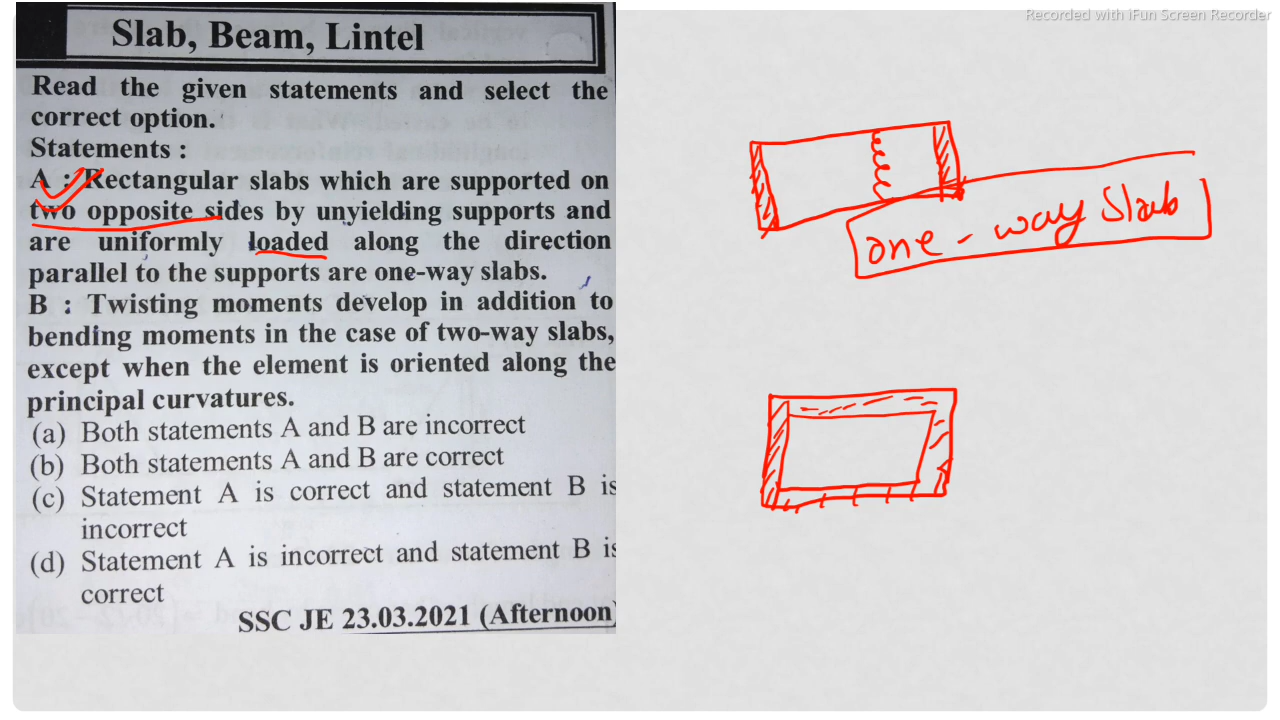 Recorded with iFun Screen Recorder
Slab, Beam, Lintel
Read the given statements and select the
correct option.
Statements :
A : Rectangular slabs which are supported on
two opposite sides by unyielding supports and
are uniformly loaded along the direction
parallel to the supports are one-way slabs.
B : Twisting moments develop in addition to
bending moments in the case of two-way slabs,
except when the element is oriented along the
principal curvatures.
(a) Both statements A and B are incorrect
(b) Both statements A and B are correct
(c) Statement A is correct and statement B is
incorrect
(d) Statement A is incorrect and statement B is
correct
SSC JE 23.03.2021 (Afternoon)
one - way Slab